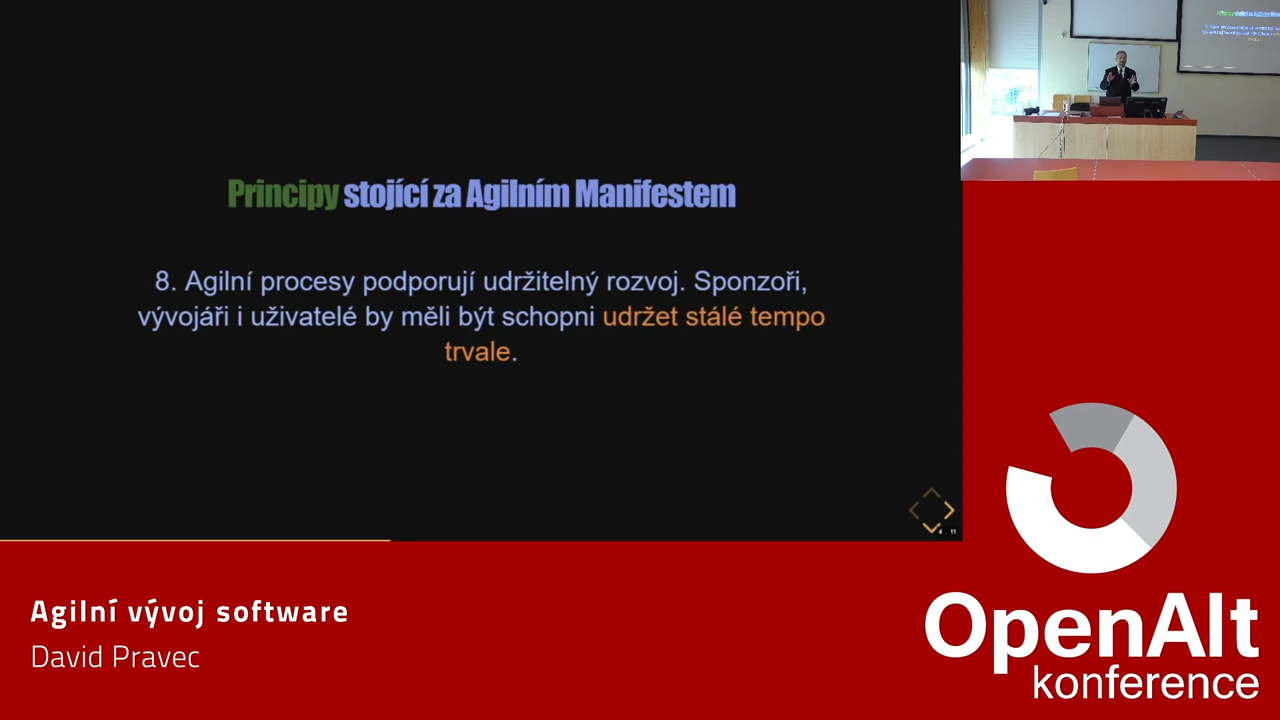 Principy stojící za Agilním Manifestem
8. Agilní procesy podporují udržitelný rozvoj. Sponzoři,
vývojáři i uživatelé by měli být schopni udržet stálé tempo
trvale.
Agilní vývoj software
David Pravec
OpenAlt
konference